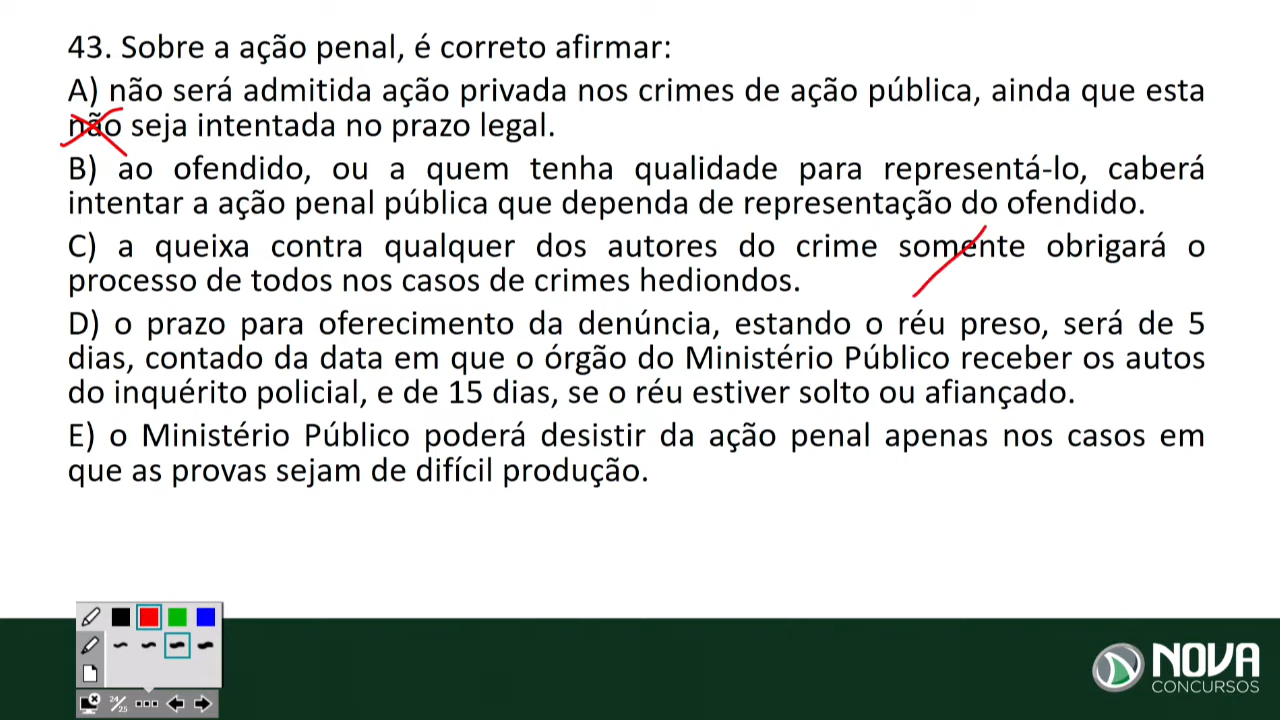 43. Sobre a ação penal, é correto afirmar:
A) não será admitida ação privada nos crimes de ação pública, ainda que esta
não seja intentada no prazo legal.
B) ao ofendido, ou a quem tenha qualidade para representá-lo, caberá
intentar a ação penal pública que dependa de representação do ofendido.
C) a queixa contra qualquer dos autores do crime somente obrigará o
processo de todos nos casos de crimes hediondos.
D) o prazo para oferecimento da denúncia, estando o réu preso, será de 5
dias, contado da data em que o órgão do Ministério Público receber os autos
do inquérito policial, e de 15 dias, se o réu estiver solto ou afiançado.
E) o Ministério Público poderá desistir da ação penal apenas nos casos em
que as provas sejam de difícil produção.
24/25
NOVA
CONCURSOS